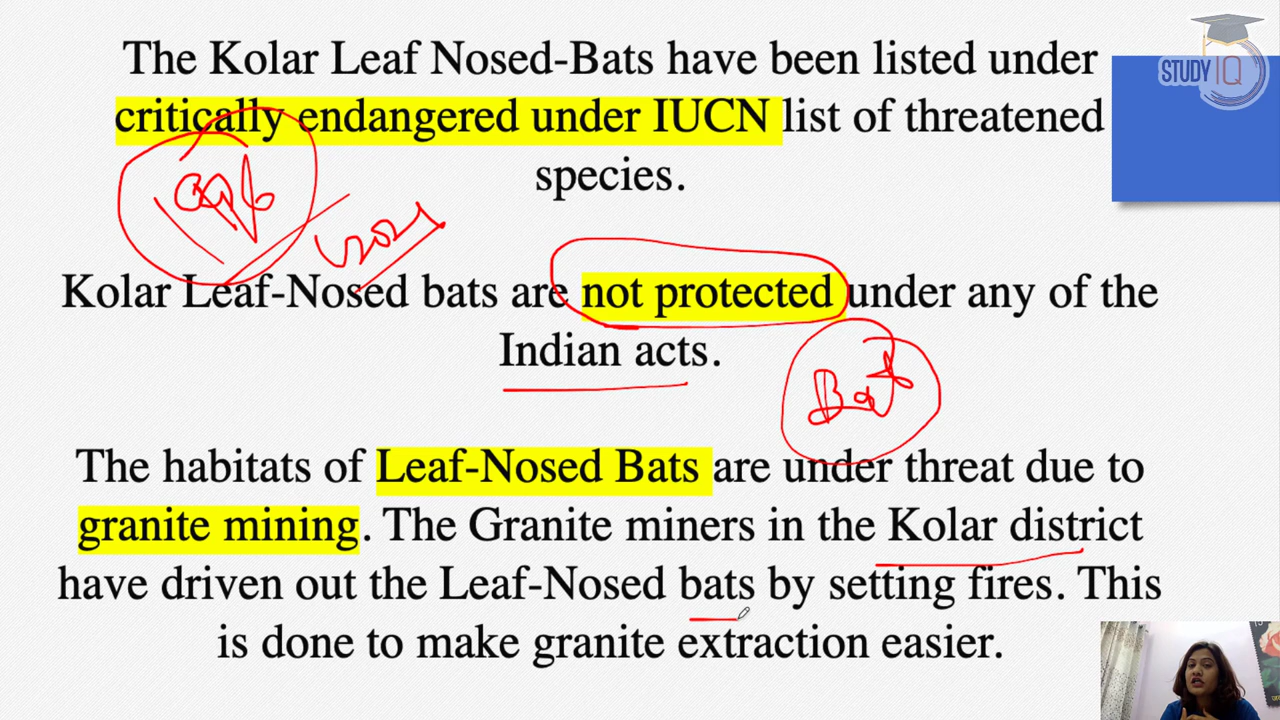 The Kolar Leaf Nosed-Bats have been listed under
critically endangered under IUCN list of threatened
species.
Kolar Leaf-Nosed bats are not protected under any of the
Indian acts.
Bat
The habitats of Leaf-Nosed Bats are under threat due to
granite mining. The Granite miners in the Kolar district
have driven out the Leaf-Nosed bats by setting fires. This
is done to make granite extraction easier.
STUDY IQ